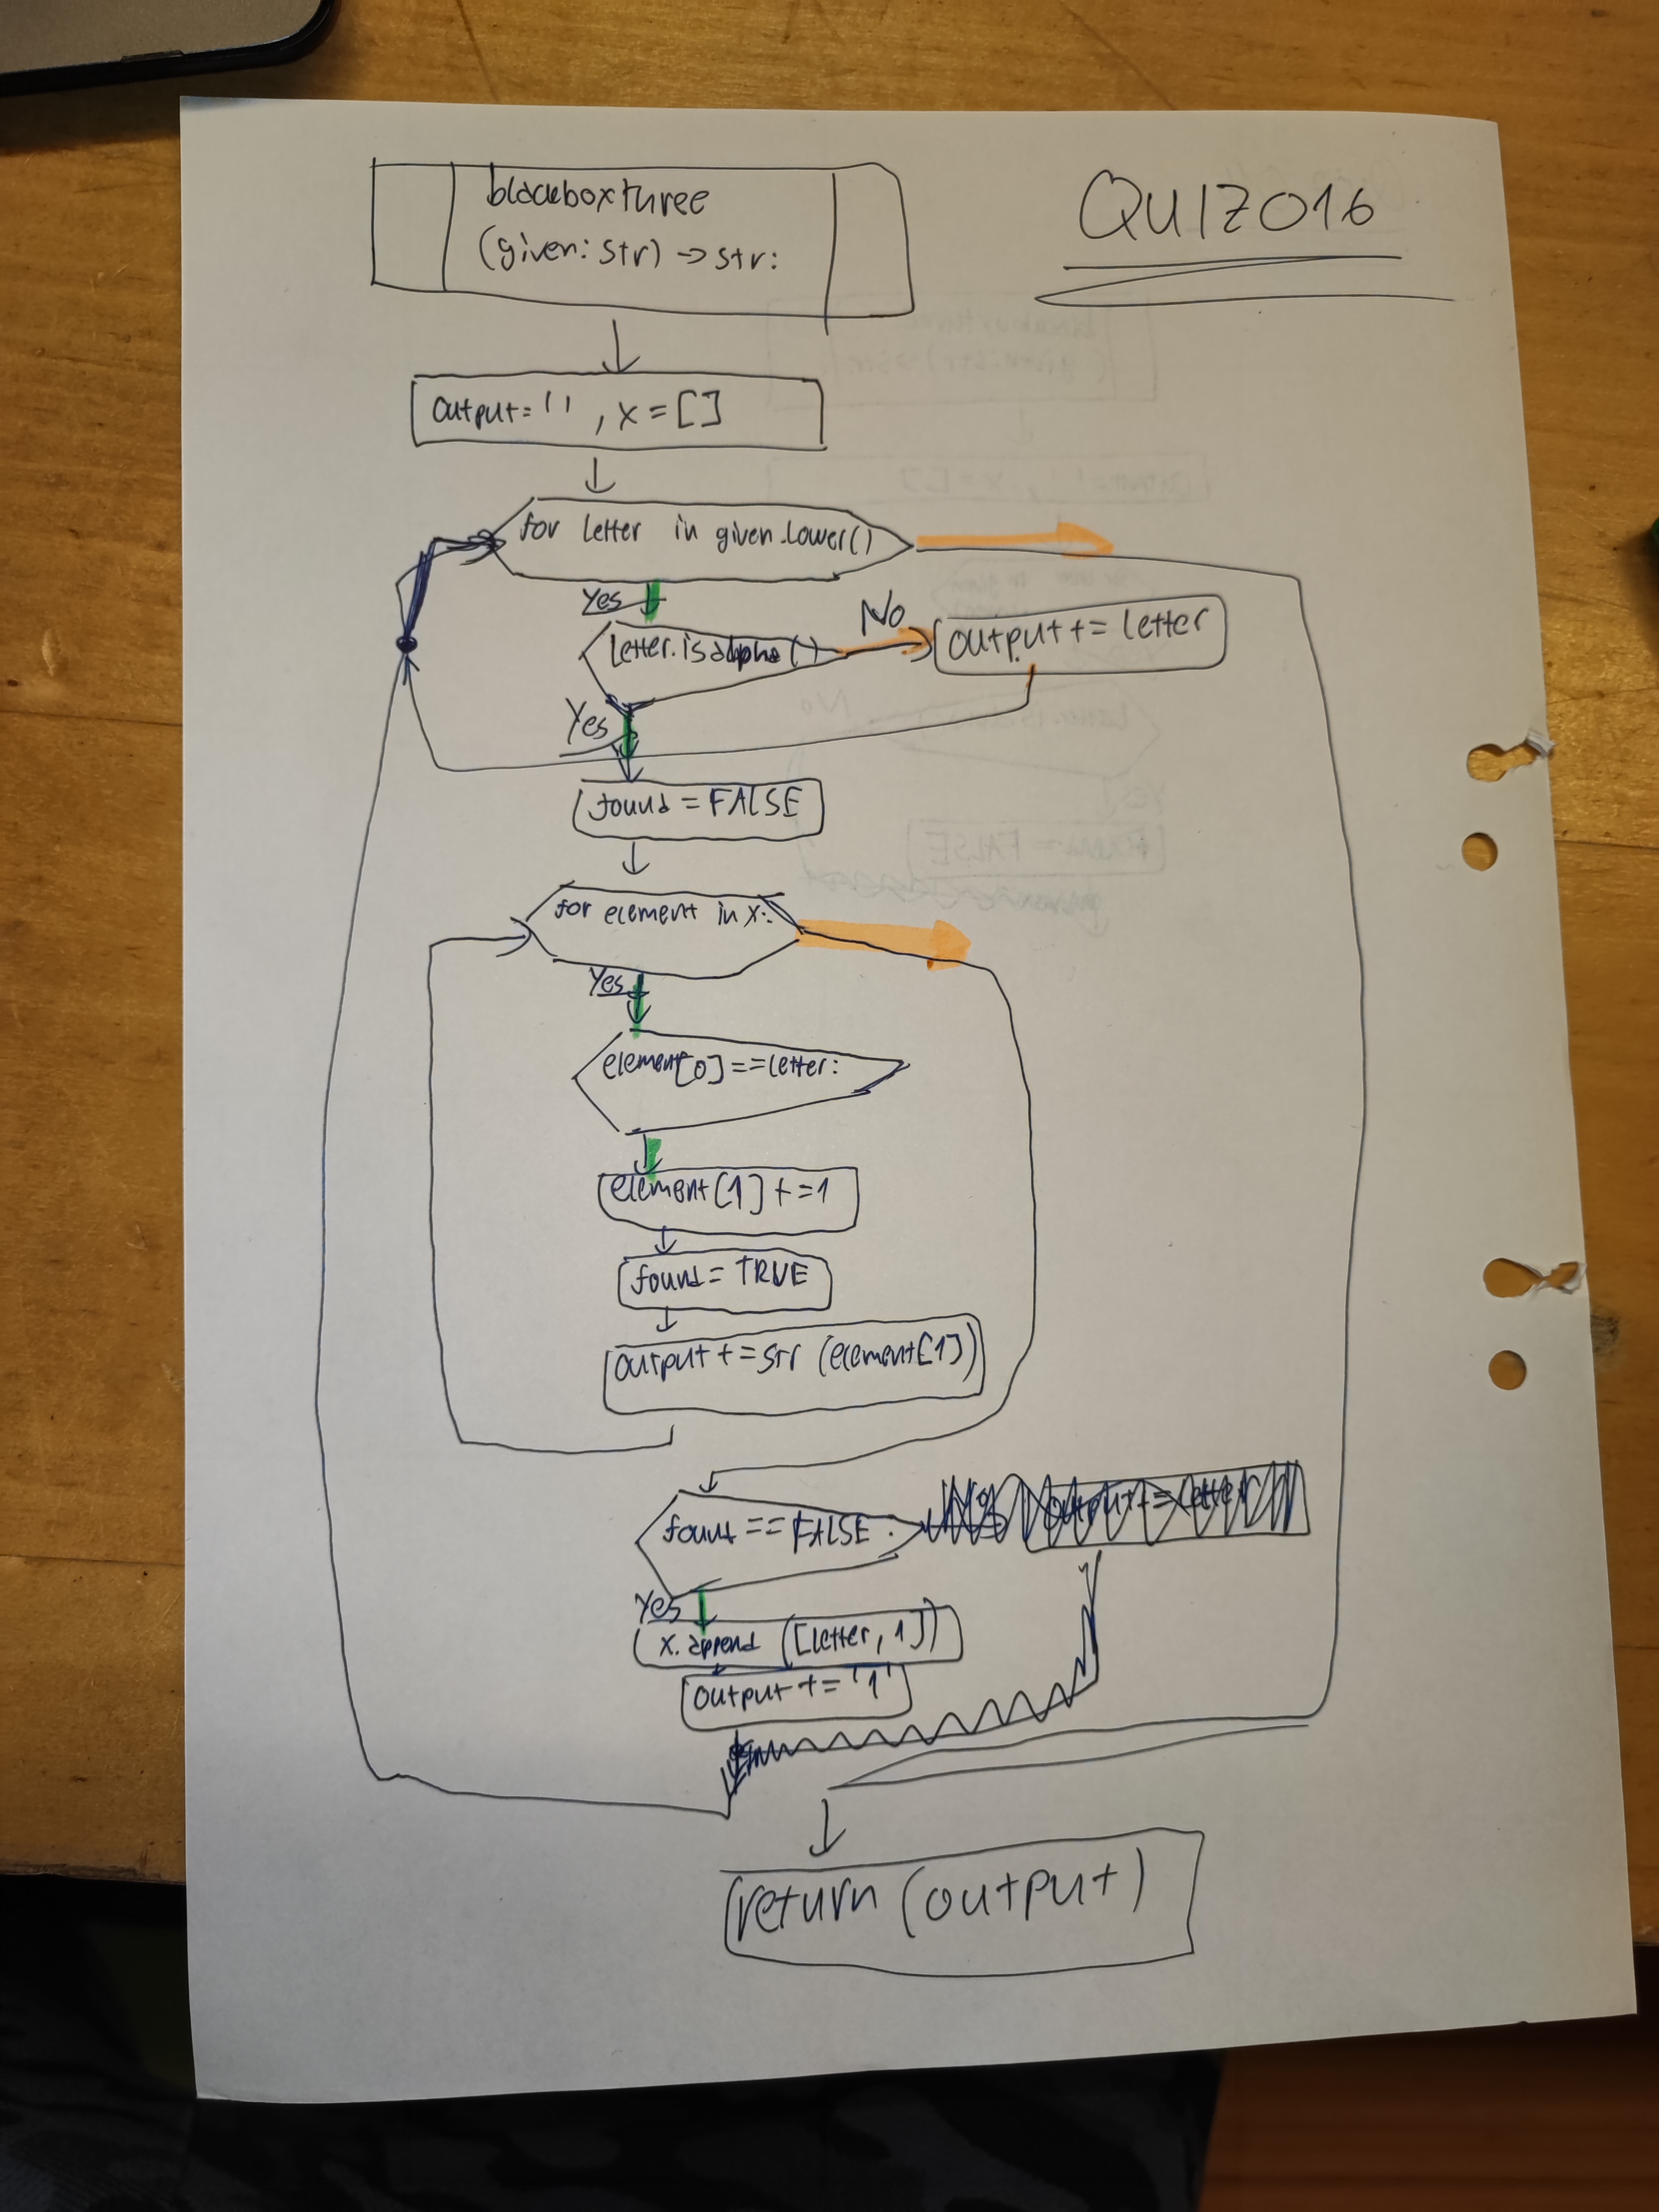 QUIZ016
blackboxthree
(given: str) -> str:
output = '' , x = []
for letter in given.lower()
Yes
letter.isalpha()
No
output += letter
Yes
found = FALSE
for element in x:
Yes
element[0] == letter:
element[1] += 1
found = TRUE
output += str (element[1])
found == FALSE :
Yes
x.append ([letter, 1])
output += '1'
return (output)